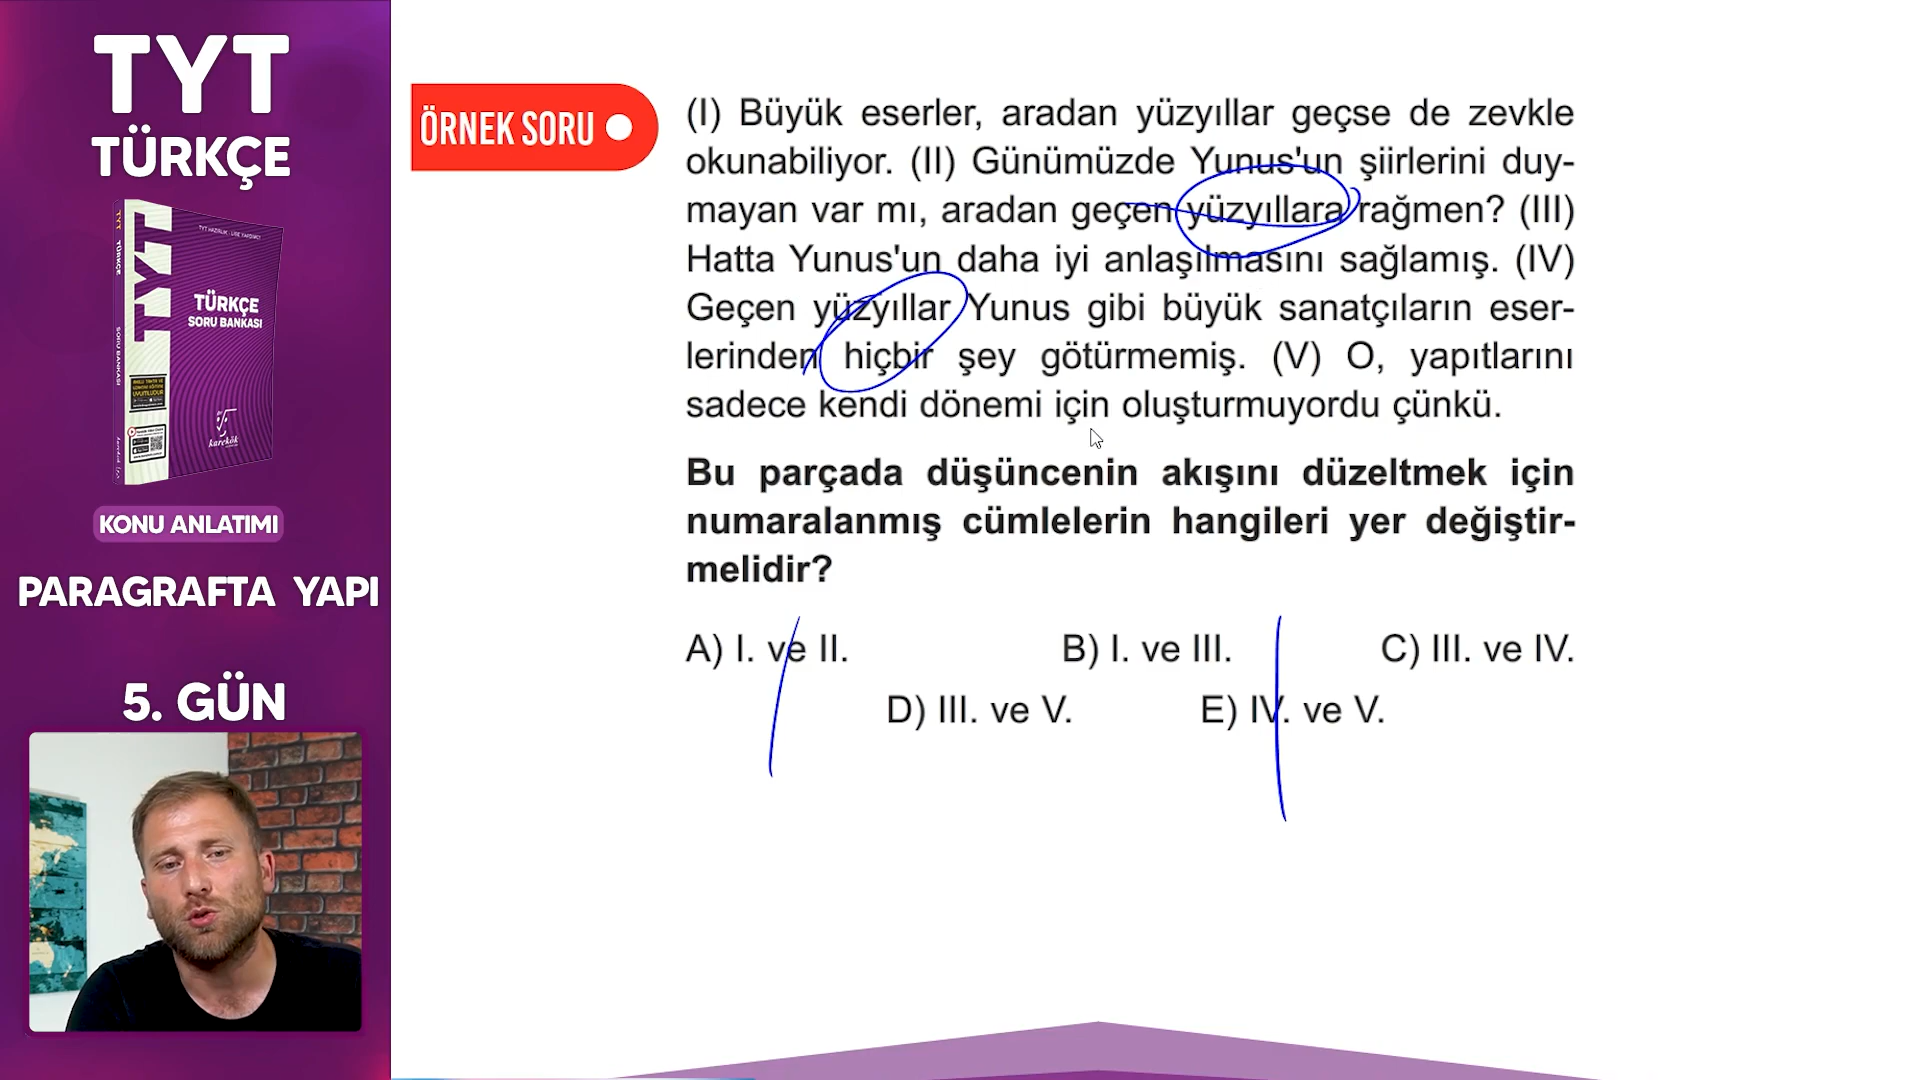 TYT
TÜRKÇE
TYT
TÜRKÇE
TYT
TÜRKÇE
SORU BANKASI
karekök
KONU ANLATIMI
PARAGRAFTA YAPI
5. GÜN
ÖRNEK SORU
(I) Büyük eserler, aradan yüzyıllar geçse de zevkle
okunabiliyor. (II) Günümüzde Yunus'un şiirlerini duy-
mayan var mı, aradan geçen yüzyıllara rağmen? (III)
Hatta Yunus'un daha iyi anlaşılmasını sağlamış. (IV)
Geçen yüzyıllar Yunus gibi büyük sanatçıların eser-
lerinden hiçbir şey götürmemiş. (V) O, yapıtlarını
sadece kendi dönemi için oluşturmuyordu çünkü.
Bu parçada düşüncenin akışını düzeltmek için
numaralanmış cümlelerin hangileri yer değiştir-
melidir?
A) I. ve II. B) I. ve III. C) III. ve IV.
D) III. ve V. E) IV. ve V.